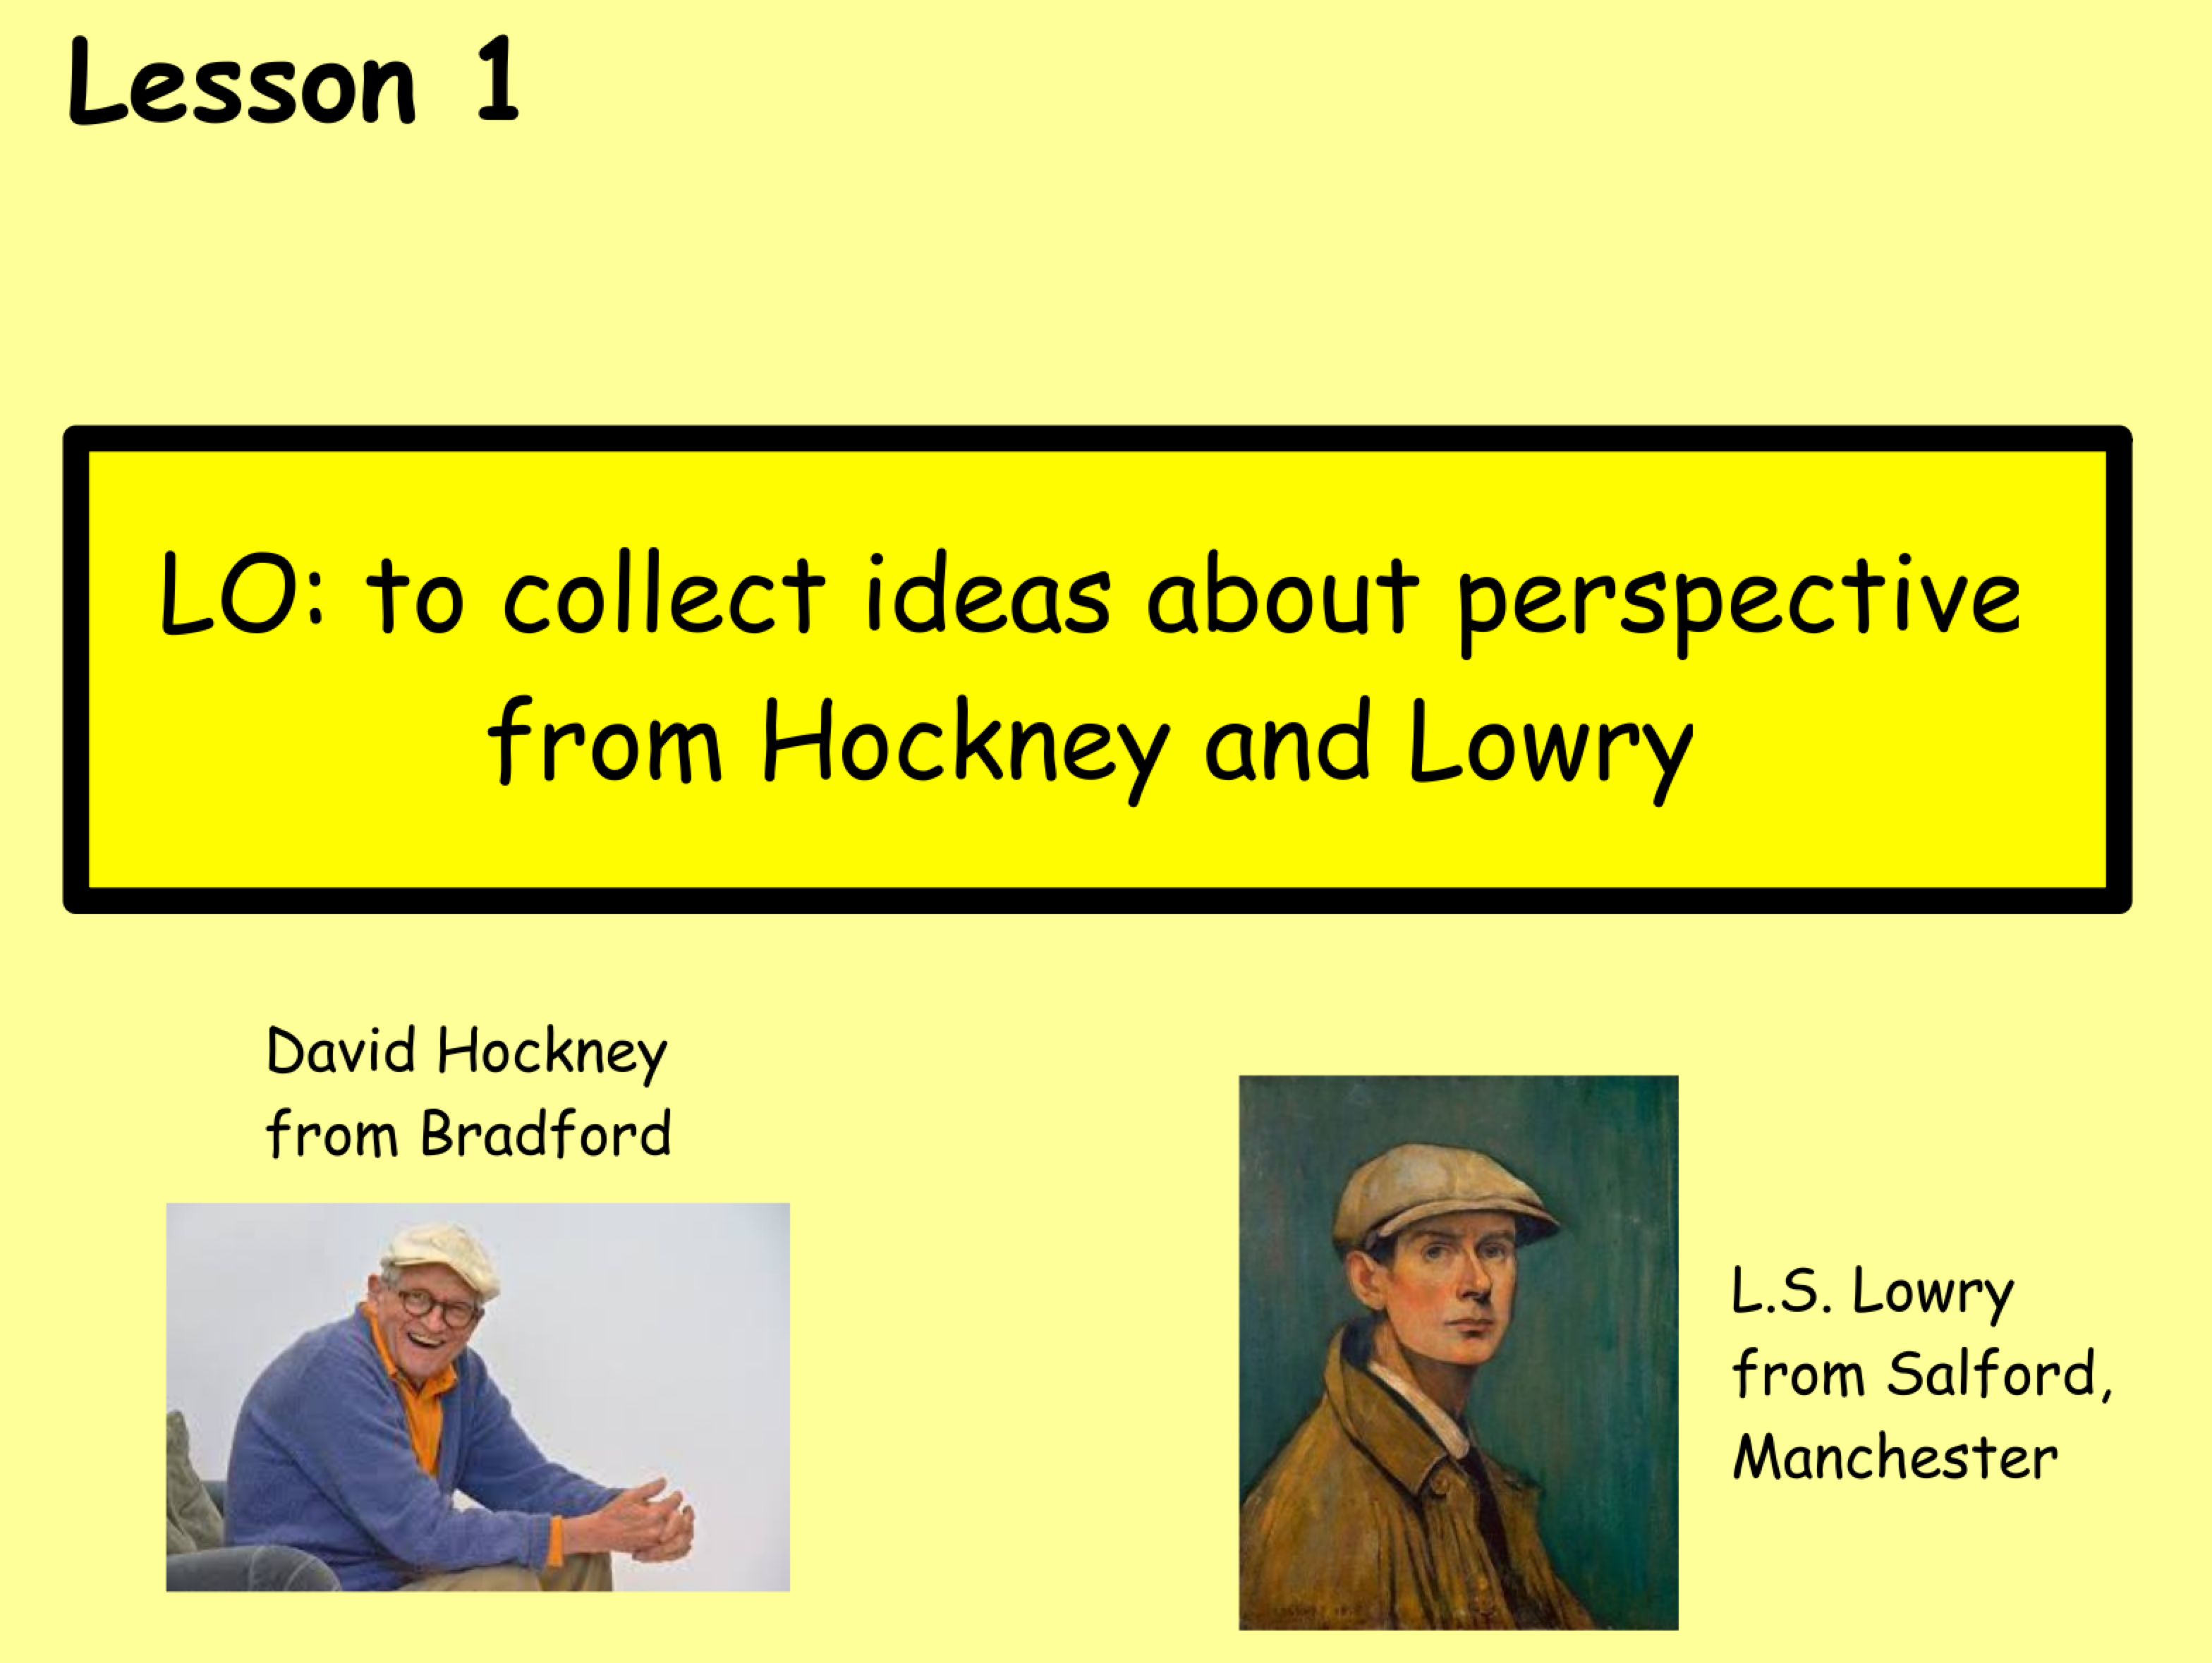 Lesson 1
LO: to collect ideas about perspective
from Hockney and Lowry
David Hockney
from Bradford
L.S. Lowry
from Salford,
Manchester